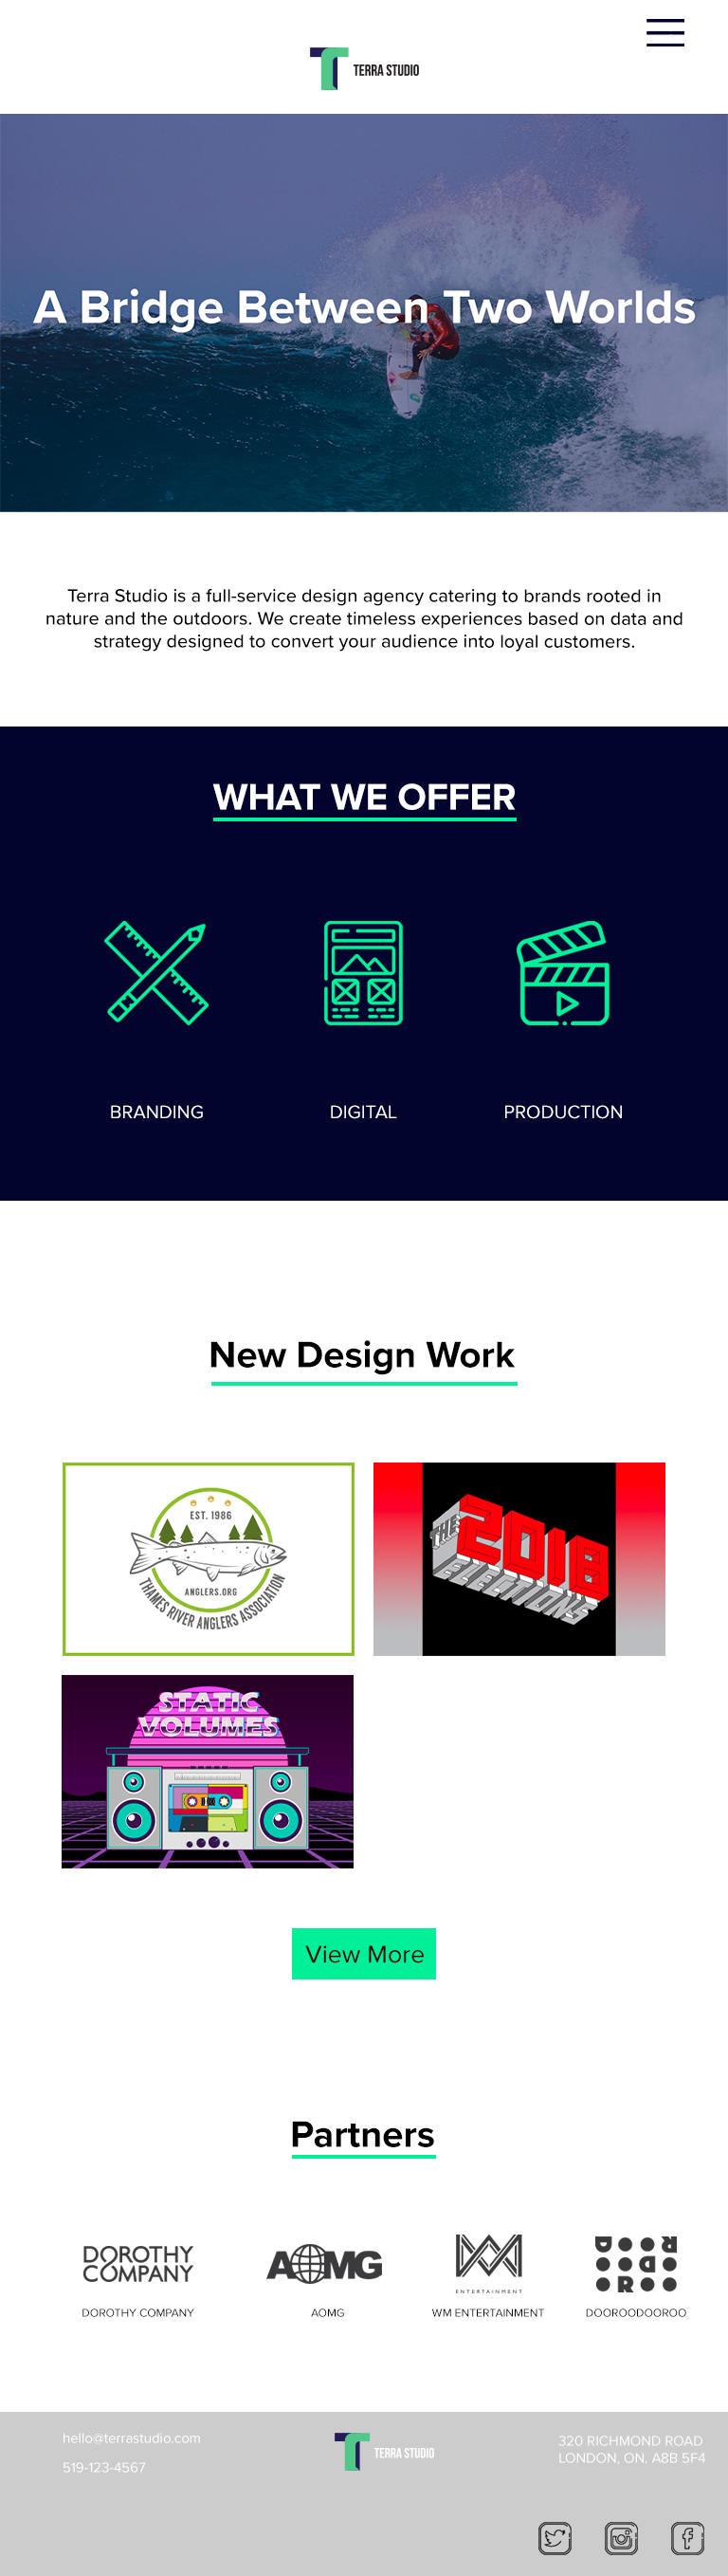 TERRA STUDIO
A Bridge Between Two Worlds
Terra Studio is a full-service design agency catering to brands rooted in
nature and the outdoors. We create timeless experiences based on data and
strategy designed to convert your audience into loyal customers.
WHAT WE OFFER
BRANDING
DIGITAL
PRODUCTION
New Design Work
EST. 1986
ANGLERS.ORG
THAMES RIVER ANGLERS ASSOCIATION
THE
2018
ELECTIONS
STATIC
VOLUMES
View More
Partners
DOROTHY
COMPANY
DOROTHY COMPANY
AOMG
AOMG
WM
ENTERTAINMENT
WM ENTERTAINMENT
DOOR
OODO
OROO
DOOROODOOROO
hello@terrastudio.com
519-123-4567
TERRA STUDIO
320 RICHMOND ROAD
LONDON, ON. A8B 5F4